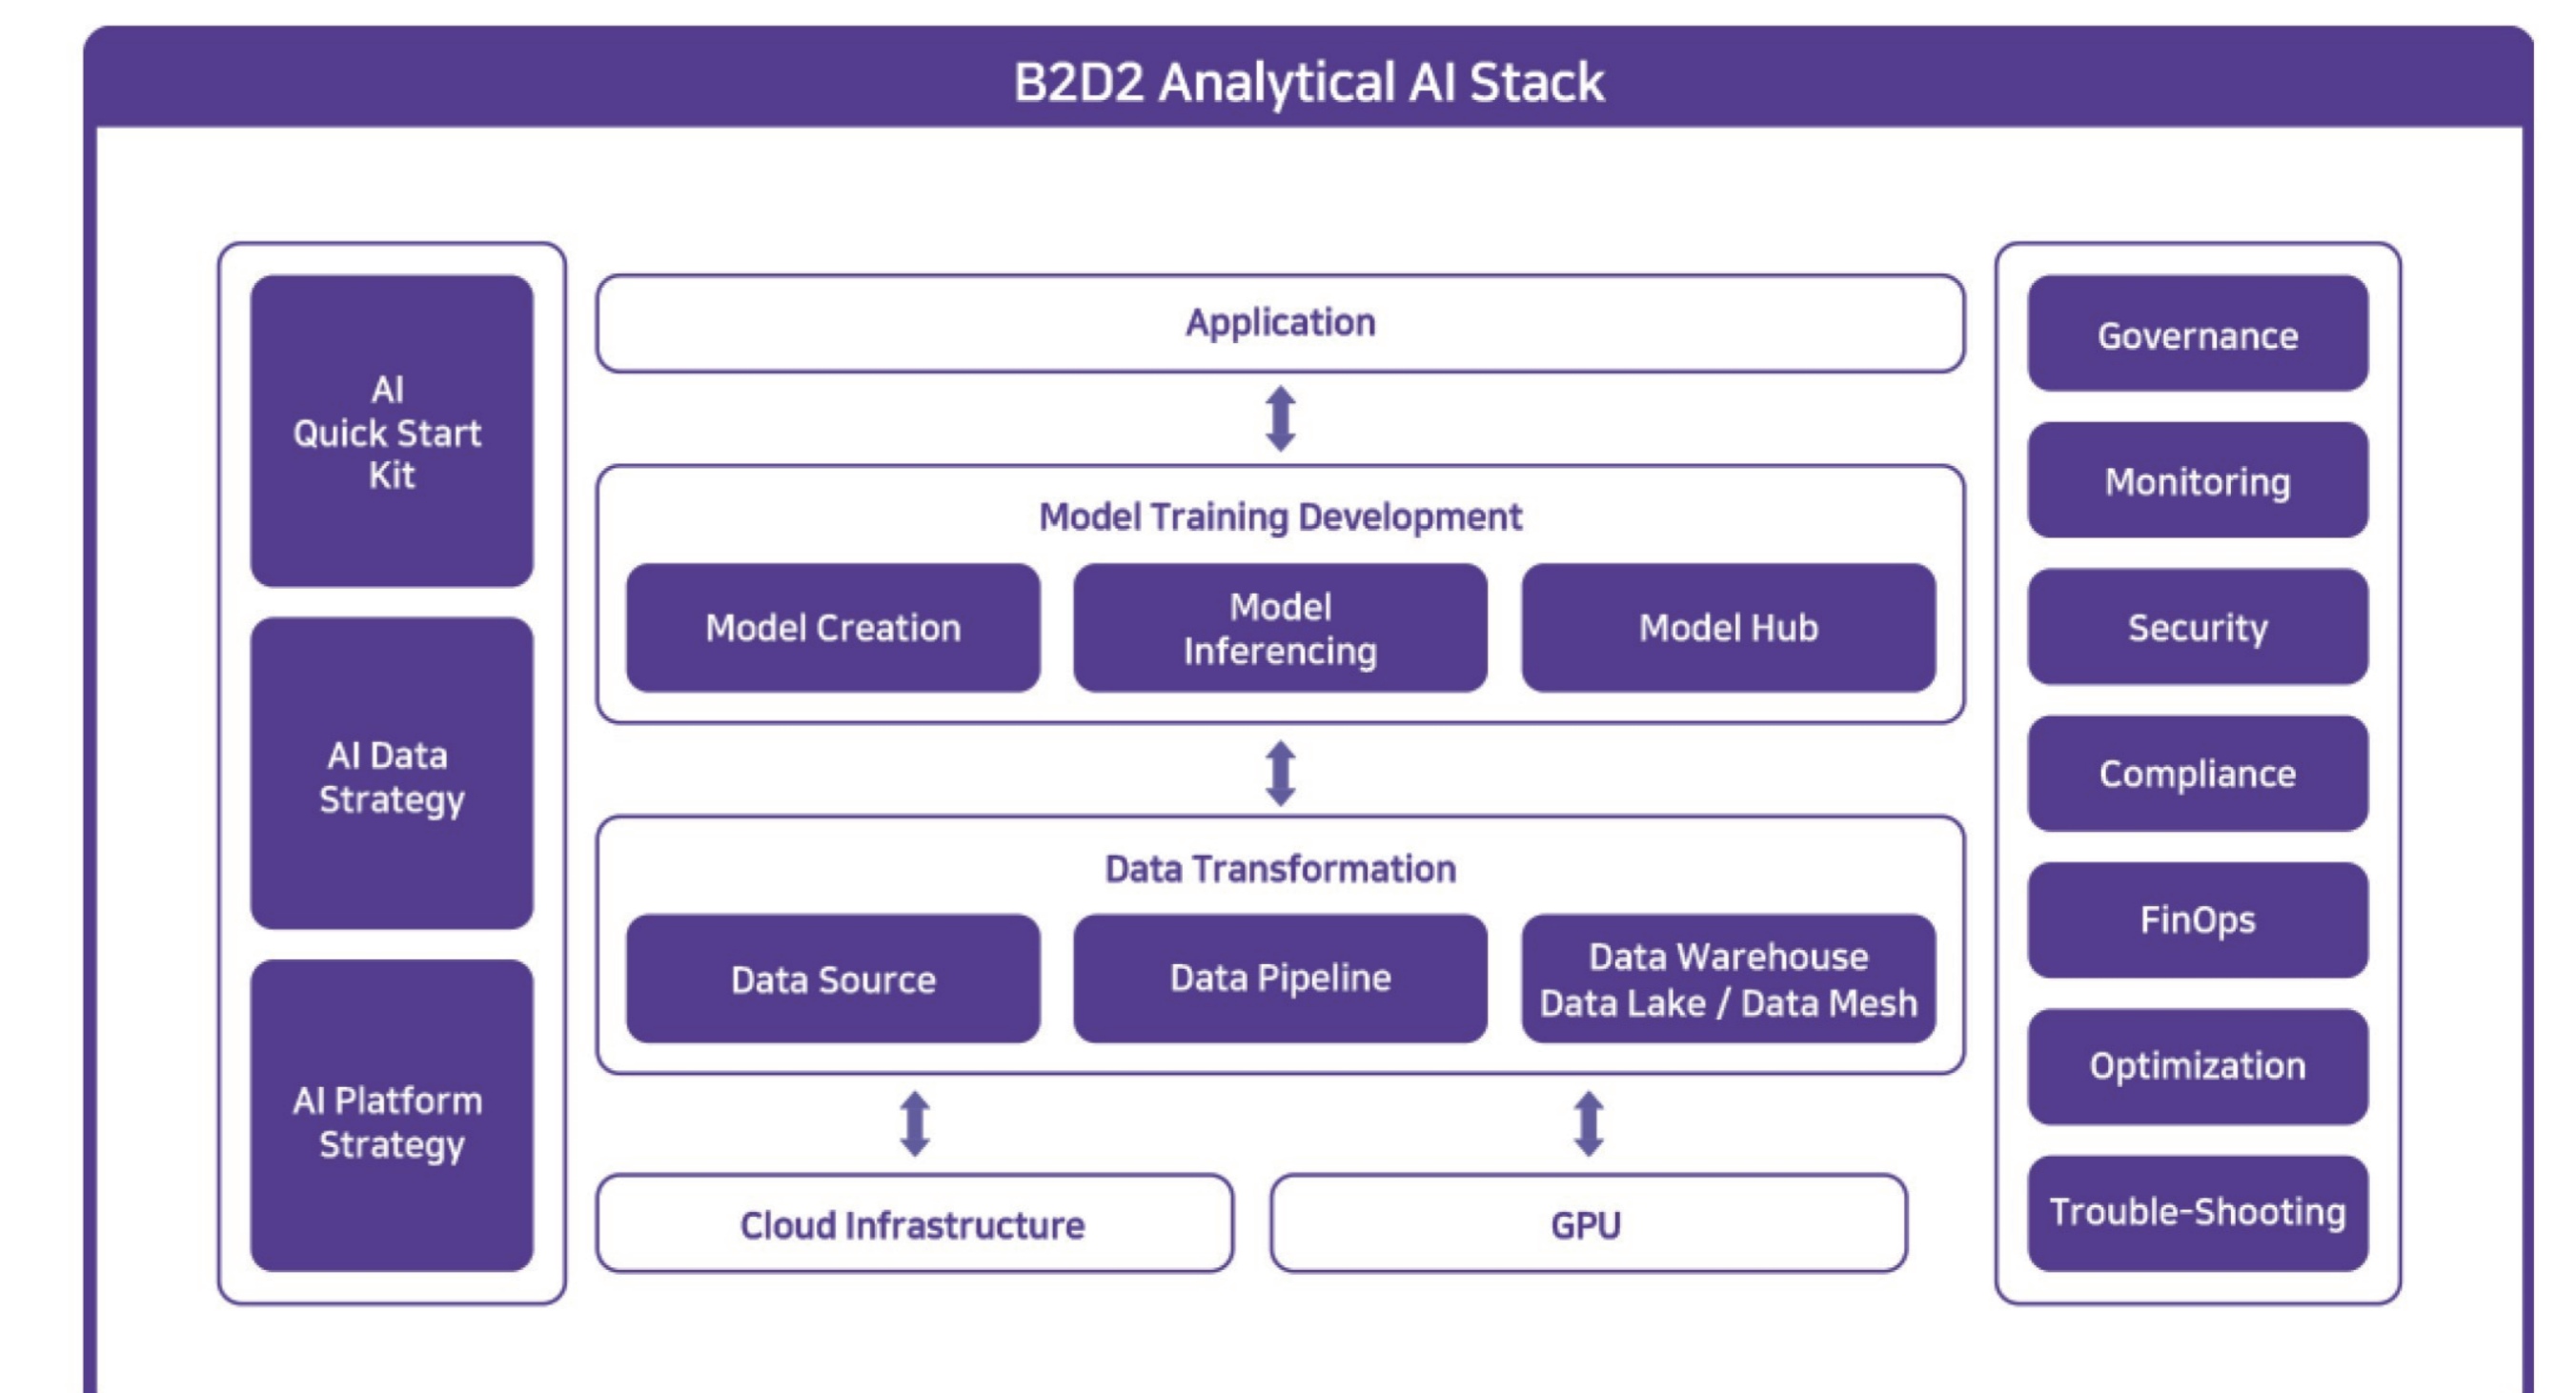 B2D2 Analytical AI Stack
AI
Quick Start
Kit
AI Data
Strategy
AI Platform
Strategy
Application
Model Training Development
Model Creation
Model
Inferencing
Model Hub
Data Transformation
Data Source
Data Pipeline
Data Warehouse
Data Lake / Data Mesh
Cloud Infrastructure
GPU
Governance
Monitoring
Security
Compliance
FinOps
Optimization
Trouble-Shooting